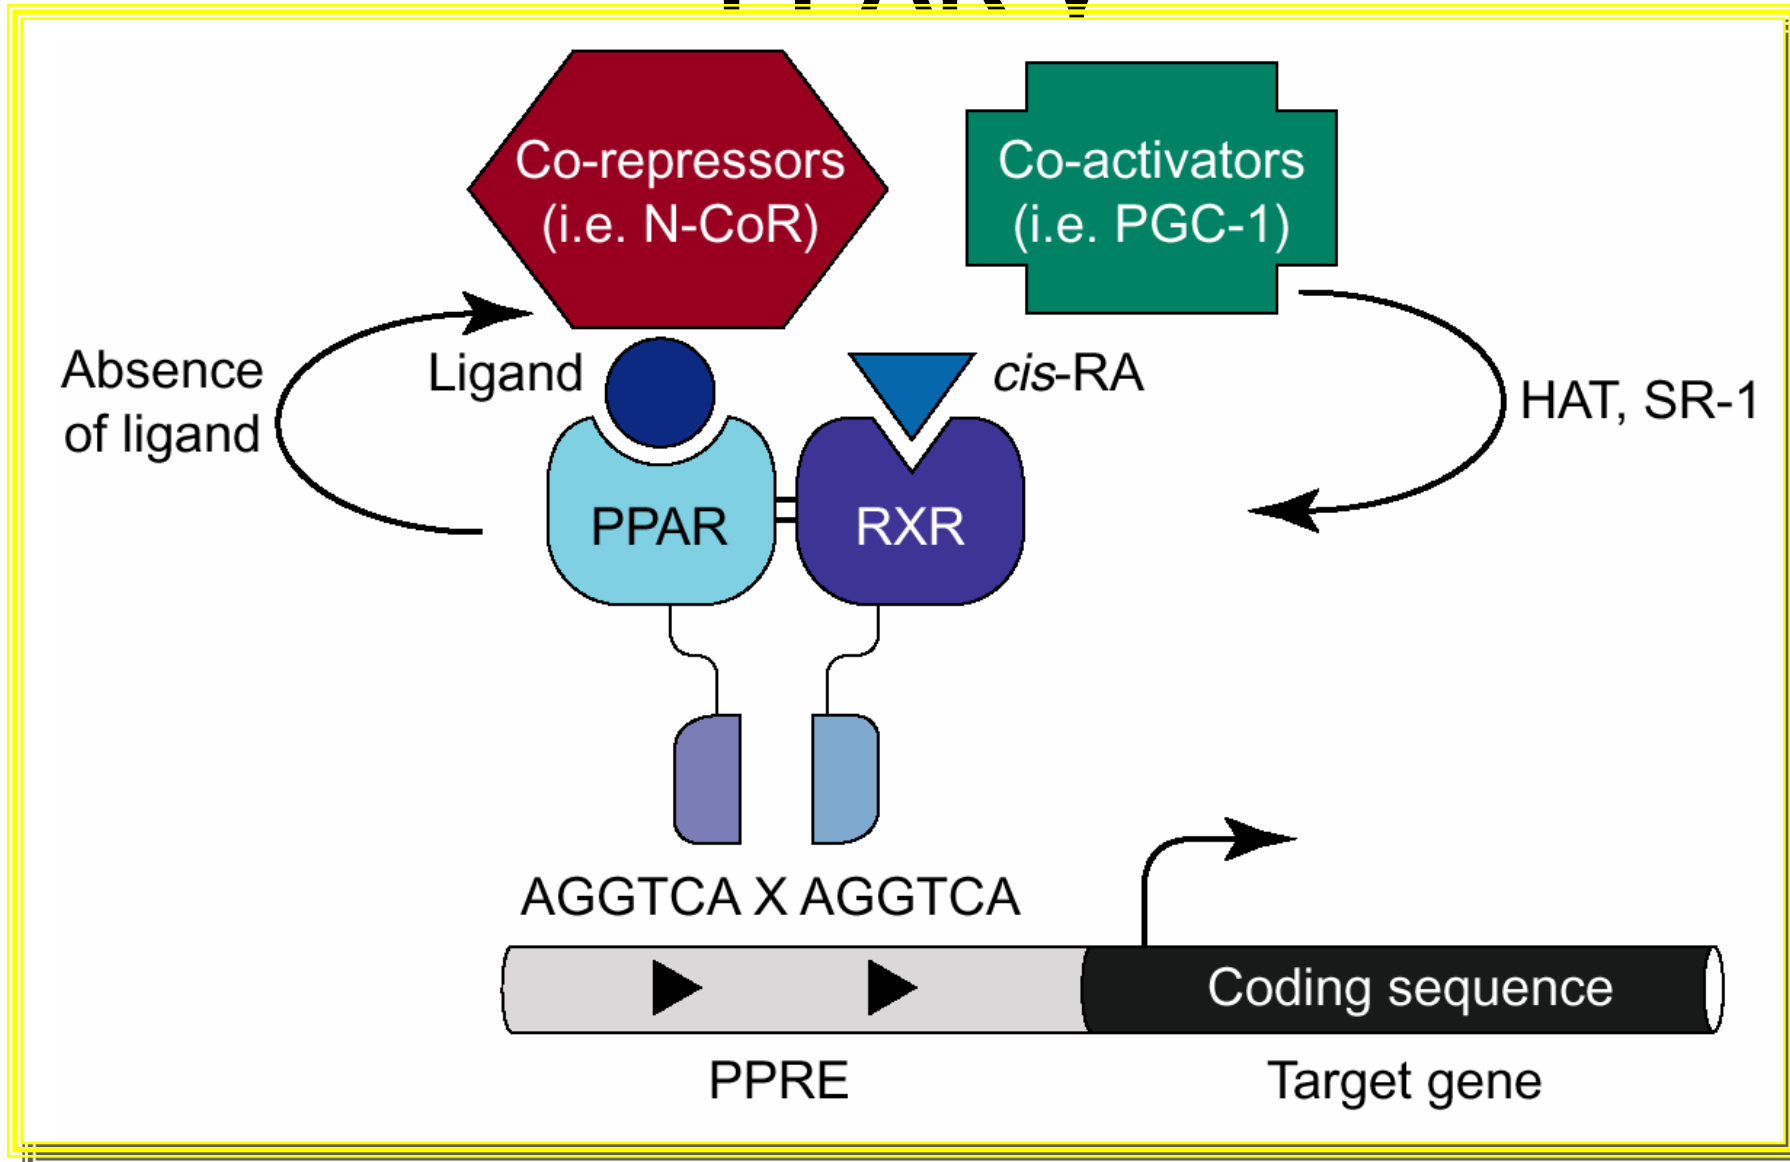 Co-repressors
(i.e. N-CoR)
Co-activators
(i.e. PGC-1)
Absence
of ligand
Ligand
cis-RA
HAT, SR-1
PPAR
RXR
AGGTCA X AGGTCA
Coding sequence
PPRE
Target gene